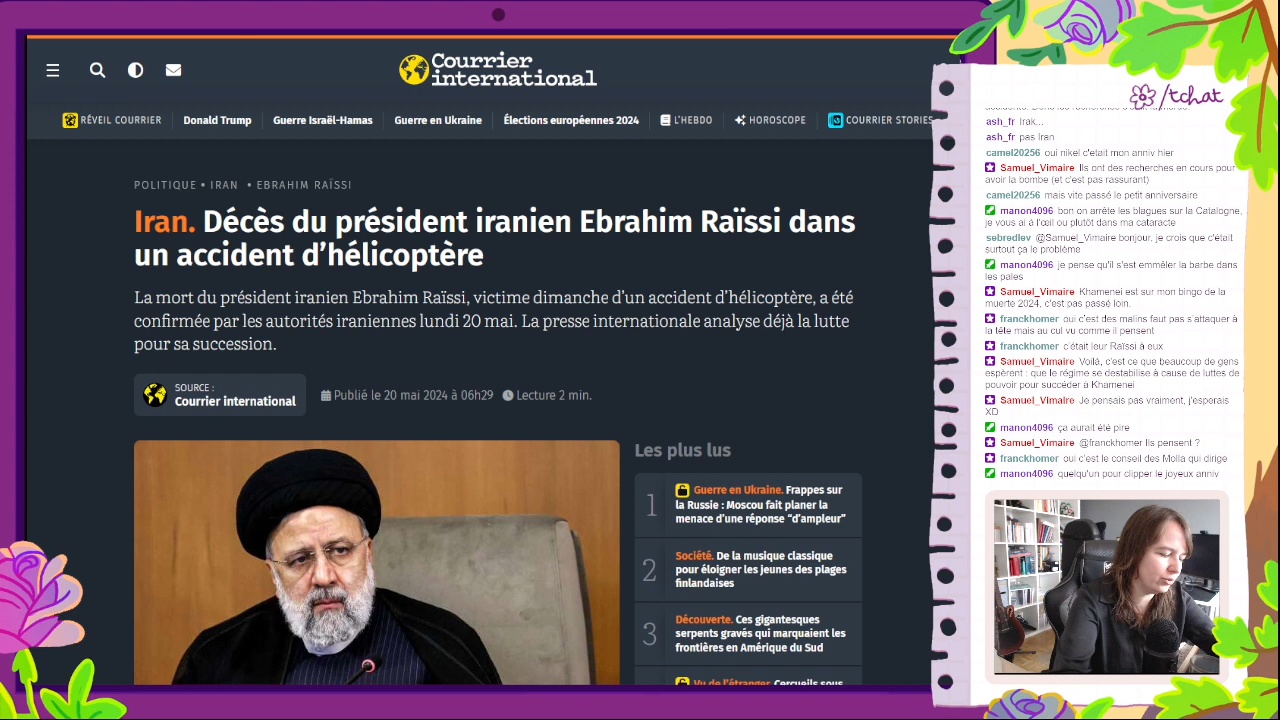 Courrier
international
RÉVEIL COURRIER
Donald Trump
Guerre Israël-Hamas
Guerre en Ukraine
Élections européennes 2024
L'HEBDO
HOROSCOPE
COURRIER STORIES
POLITIQUE • IRAN • EBRAHIM RAÏSSI
Iran. Décès du président iranien Ebrahim Raïssi dans
un accident d'hélicoptère
La mort du président iranien Ebrahim Raïssi, victime dimanche d'un accident d'hélicoptère, a été
confirmée par les autorités iraniennes lundi 20 mai. La presse internationale analyse déjà la lutte
pour sa succession.
SOURCE :
Courrier international
Publié le 20 mai 2024 à 06h29
Lecture 2 min.
Les plus lus
1
Guerre en Ukraine. Frappes sur
la Russie : Moscou fait planer la
menace d'une réponse “d'ampleur”
2
Société. De la musique classique
pour éloigner les jeunes des plages
finlandaises
3
Découverte. Ces gigantesques
serpents gravés qui marquaient les
frontières en Amérique du Sud
Vu de l'étranger. Cercueils sous
/tchat
ash_fr Irak...
ash_fr pas Iran
camel20256 oui nikel c'etait mon anniv hier
Samuel_Vimaire Ils ont des recherches en cours pour
avoir la bombe (et c'est pas rassurant)
camel20256 mais vite passé le petit anniversaire
manon4096 bon on arrête les blagues sur la Catalogne,
je vous ai à l'œil ou plutôt dans ma cataracte
sebredlev @Samuel_Vimaire bonjour, je crois que c'était
surtout ça le problème
manon4096 je pense qu'il s'est emmêler la barbe dans
les pales
Samuel_Vimaire Khamenei est sur mon bingo de la
muerte 2024, c'est pas passé loin.
franckhomer oui c'est des malins faut pas s'attaquer à
la tête mais au cul vu comme il pensent
franckhomer c'était leur Raïssi à eux
Samuel_Vimaire Voilà, c'est ce que beaucoup de gens
espèrent : que le régime se destabilise à cause de luttes de
pouvoir pour succéder à Khamenei
Samuel_Vimaire Je pensais pas vraiment, j'esperais
XD
manon4096 ça aurait été pire
Samuel_Vimaire @franckhomer Ils pensent ?
franckhomer oui c'est le conseil des Molla qui dirige
manon4096 quelqu'un pour clipper le joyeux anniv